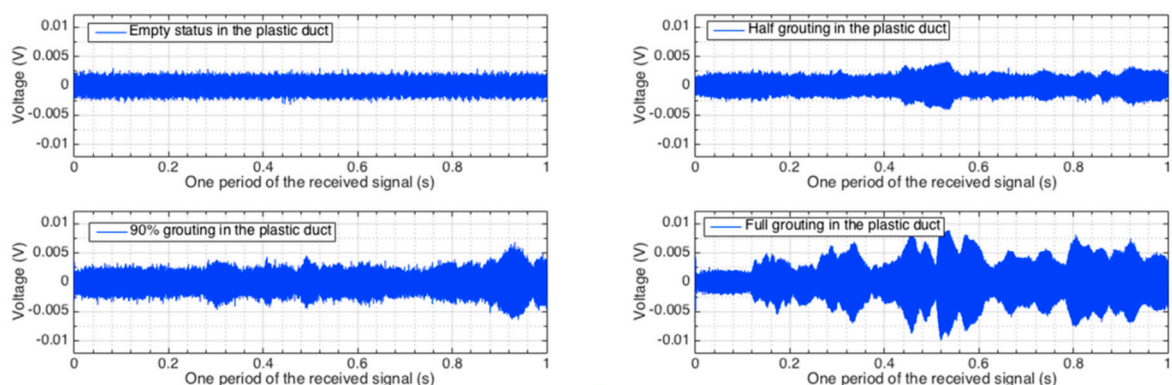 0.01
0.005
0
-0.005
-0.01
Voltage (V)
Empty status in the plastic duct
0 0.2 0.4 0.6 0.8 1
One period of the received signal (s)
0.01
0.005
0
-0.005
-0.01
Voltage (V)
Half grouting in the plastic duct
0 0.2 0.4 0.6 0.8 1
One period of the received signal (s)
0.01
0.005
0
-0.005
-0.01
Voltage (V)
90% grouting in the plastic duct
0 0.2 0.4 0.6 0.8 1
One period of the received signal (s)
0.01
0.005
0
-0.005
-0.01
Voltage (V)
Full grouting in the plastic duct
0 0.2 0.4 0.6 0.8 1
One period of the received signal (s)